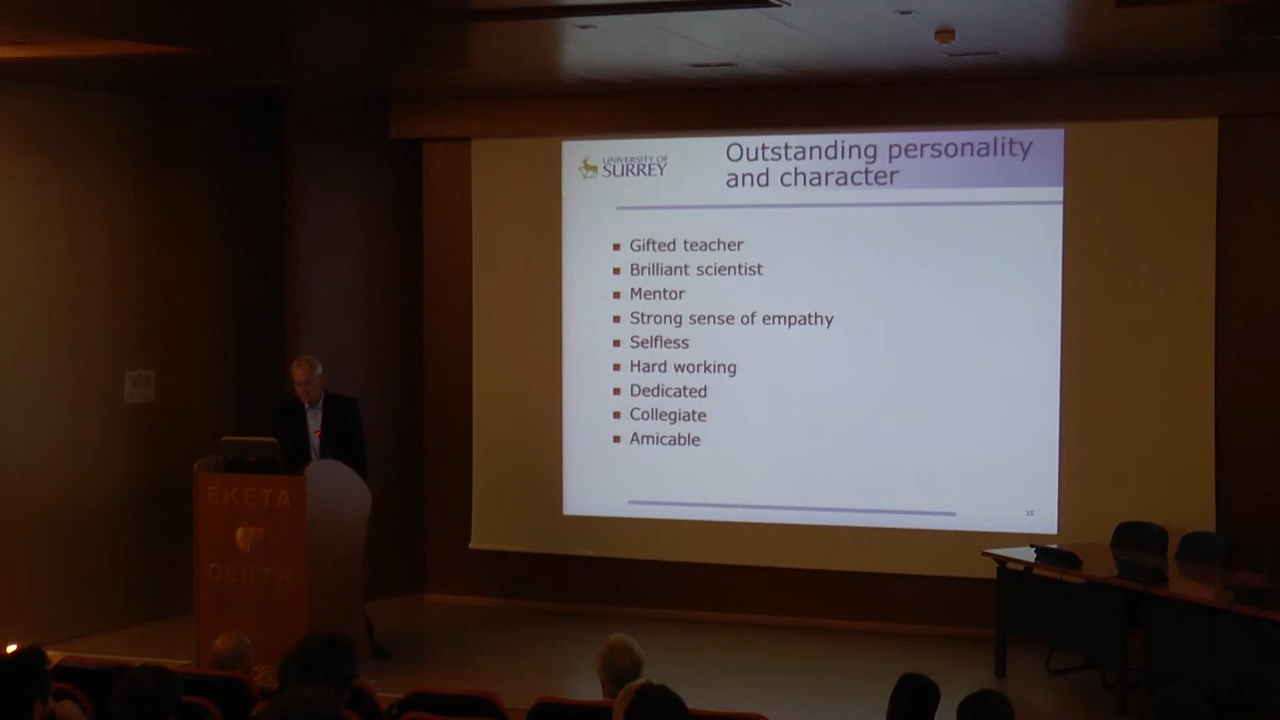 UNIVERSITY OF
SURREY
Outstanding personality
and character
Gifted teacher
Brilliant scientist
Mentor
Strong sense of empathy
Selfless
Hard working
Dedicated
Collegiate
Amicable
15
EKETA
CERTH